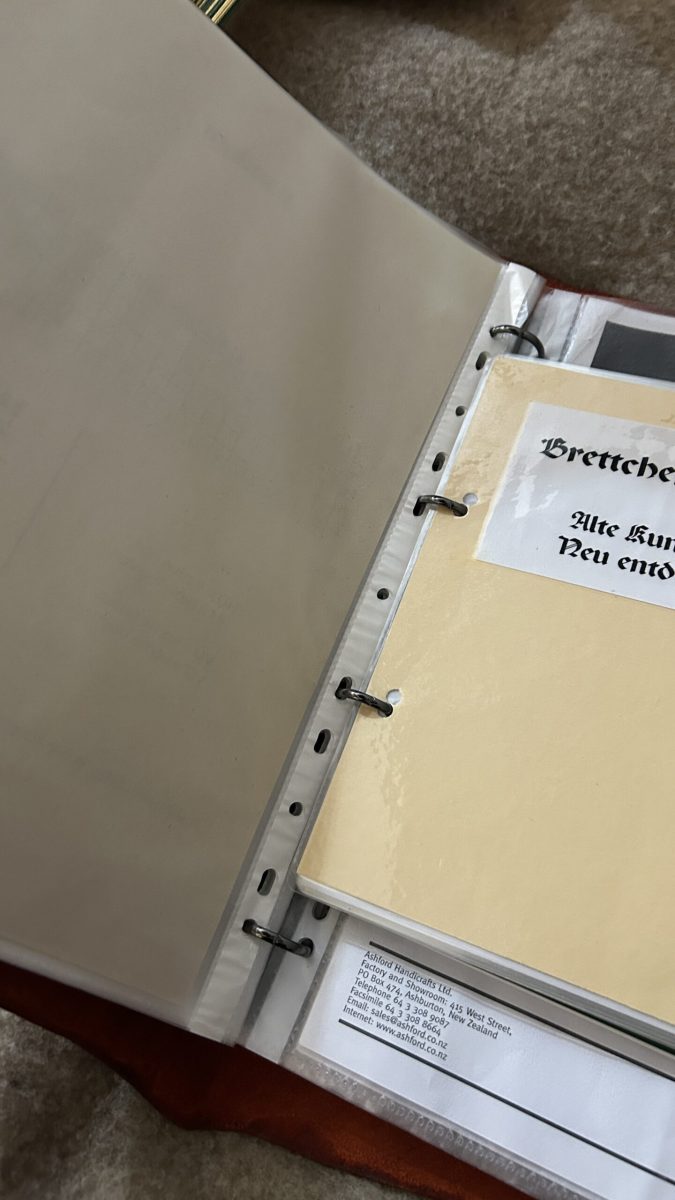 Brettche
Alte Kun
Neu entd
Ashford Handicrafts Ltd.
Factory and Showroom: 415 West Street,
PO Box 474, Ashburton, New Zealand
Telephone 64 3 308 9087
Facsimile 64 3 308 8664
Email: sales@ashford.co.nz
Internet: www.ashford.co.nz